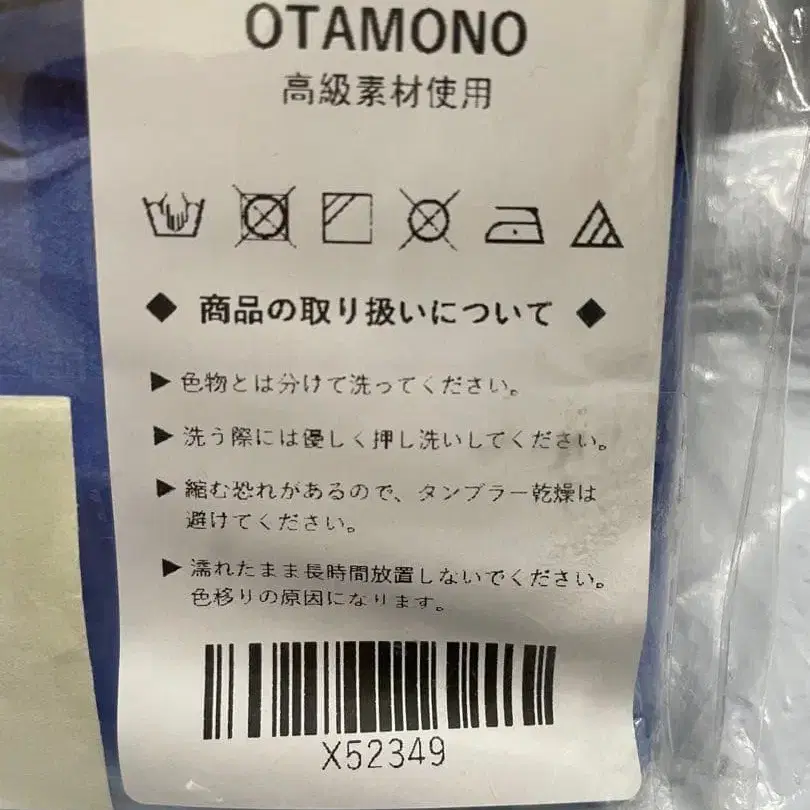 OTAMONO
高級素材使用
◆ 商品の取り扱いについて ◆
▶ 色物とは分けて洗ってください。
▶ 洗う際には優しく押し洗いしてください。
▶ 縮む恐れがあるので、タンブラー乾燥は
避けてください。
▶ 濡れたまま長時間放置しないでください。
色移りの原因になります。
X52349